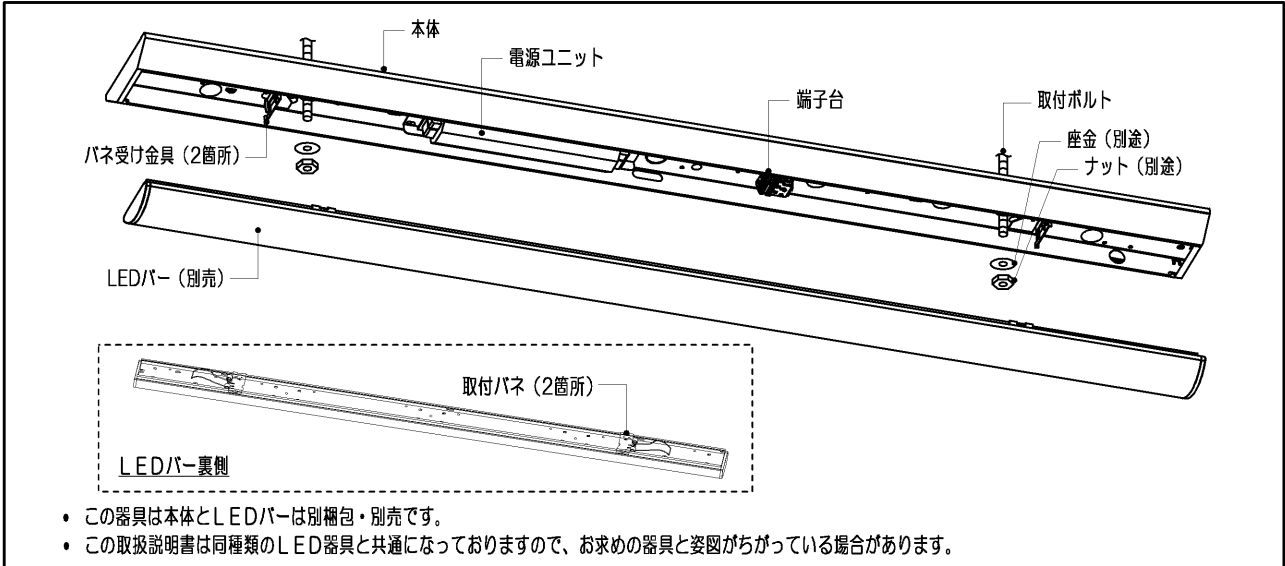 本体
電源ユニット
端子台
取付ボルト
座金（別途）
ナット（別途）
バネ受け金具（2箇所）
LEDバー（別売）
取付バネ（2箇所）
ＬＥＤバー裏側
• この器具は本体とＬＥＤバーは別梱包・別売です。
• この取扱説明書は同種類のＬＥＤ器具と共通になっておりますので、お求めの器具と姿図がちがっている場合があります。